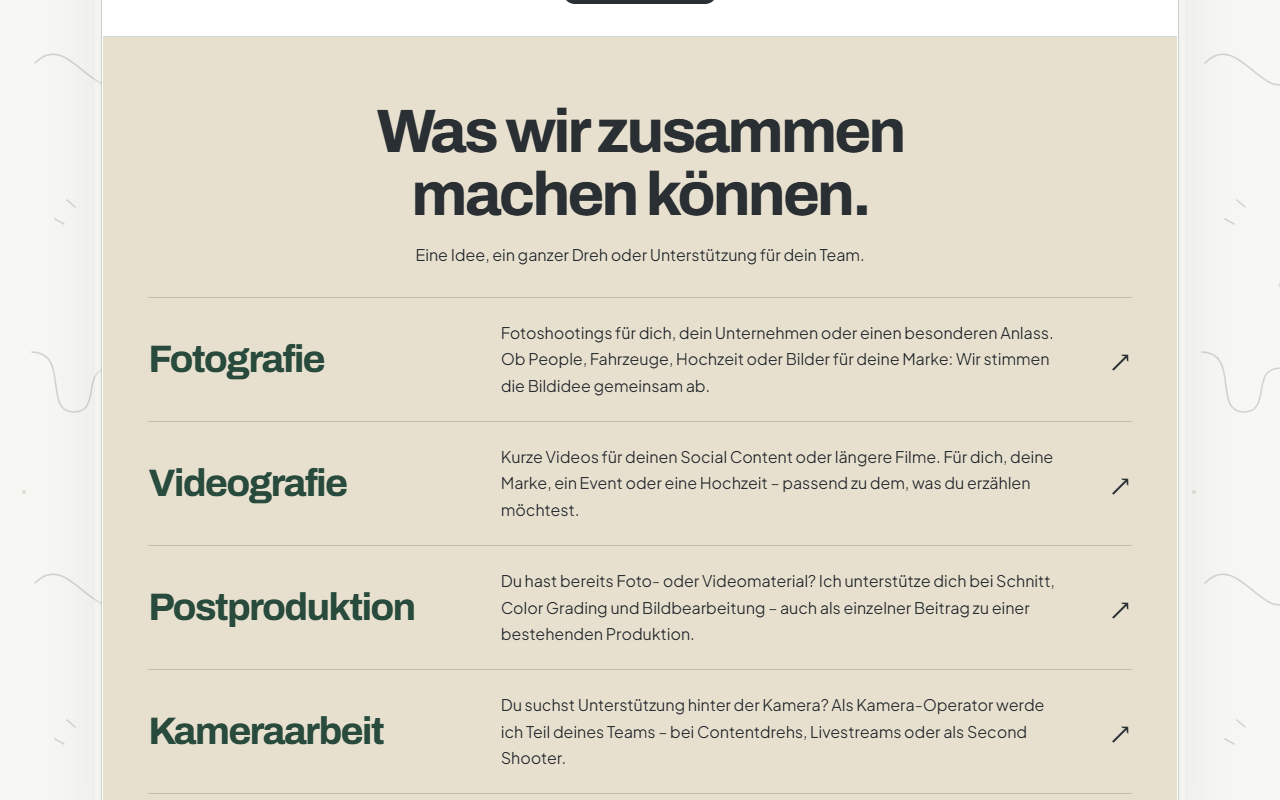 Was wir zusammen
machen können.
Eine Idee, ein ganzer Dreh oder Unterstützung für dein Team.
Fotografie
Fotoshootings für dich, dein Unternehmen oder einen besonderen Anlass.
Ob People, Fahrzeuge, Hochzeit oder Bilder für deine Marke: Wir stimmen
die Bildidee gemeinsam ab.
↗
Videografie
Kurze Videos für deinen Social Content oder längere Filme. Für dich, deine
Marke, ein Event oder eine Hochzeit – passend zu dem, was du erzählen
möchtest.
↗
Postproduktion
Du hast bereits Foto- oder Videomaterial? Ich unterstütze dich bei Schnitt,
Color Grading und Bildbearbeitung – auch als einzelner Beitrag zu einer
bestehenden Produktion.
↗
Kameraarbeit
Du suchst Unterstützung hinter der Kamera? Als Kamera-Operator werde
ich Teil deines Teams – bei Contentdrehs, Livestreams oder als Second
Shooter.
↗